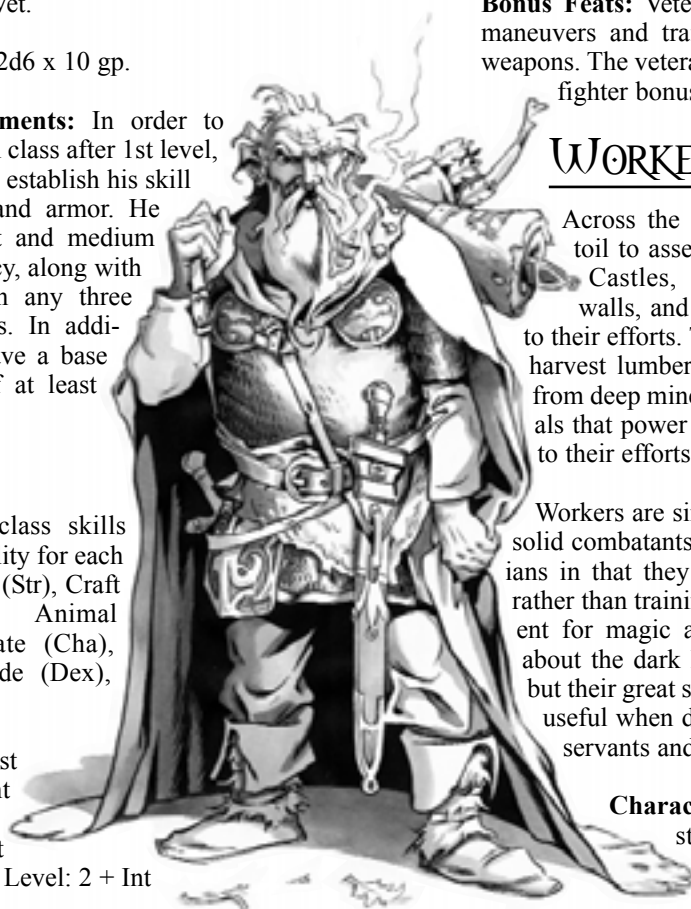 yet.
2d6 x 10 gp.
ments: In order to
class after 1st level,
establish his skill
and armor. He
and medium
cy, along with
any three
s. In addi-
ve a base
f at least
class skills
lity for each
(Str), Craft
Animal
ate (Cha),
de (Dex),
st
nt
t
Level: 2 + Int
Bonus Feats: Vete
maneuvers and tra
weapons. The vetera
fighter bonus
WORKE
Across the
toil to asse
Castles,
walls, and
to their efforts. T
harvest lumber
from deep mine
als that power
to their efforts
Workers are si
solid combatants
ians in that they
rather than traini
ent for magic a
about the dark
but their great s
useful when d
servants and
Charac
st